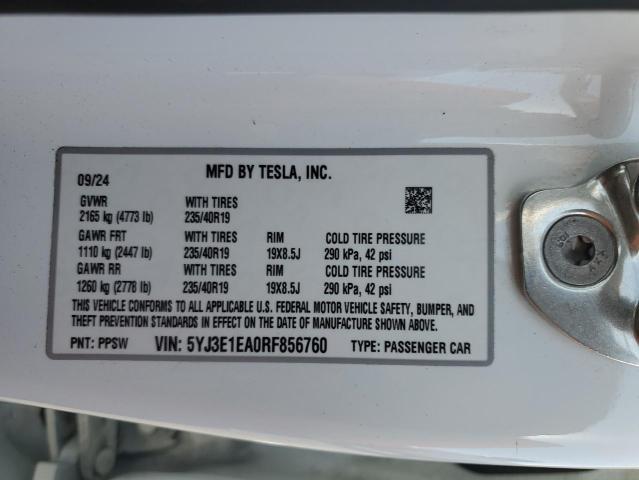 MFD BY TESLA, INC.
09/24
GVWR WITH TIRES
2165 kg (4773 lb) 235/40R19
GAWR FRT WITH TIRES RIM COLD TIRE PRESSURE
1110 kg (2447 lb) 235/40R19 19X8.5J 290 kPa, 42 psi
GAWR RR WITH TIRES RIM COLD TIRE PRESSURE
1260 kg (2778 lb) 235/40R19 19X8.5J 290 kPa, 42 psi
THIS VEHICLE CONFORMS TO ALL APPLICABLE U.S. FEDERAL MOTOR VEHICLE SAFETY, BUMPER, AND
THEFT PREVENTION STANDARDS IN EFFECT ON THE DATE OF MANUFACTURE SHOWN ABOVE.
PNT: PPSW VIN: 5YJ3E1EA0RF856760 TYPE: PASSENGER CAR